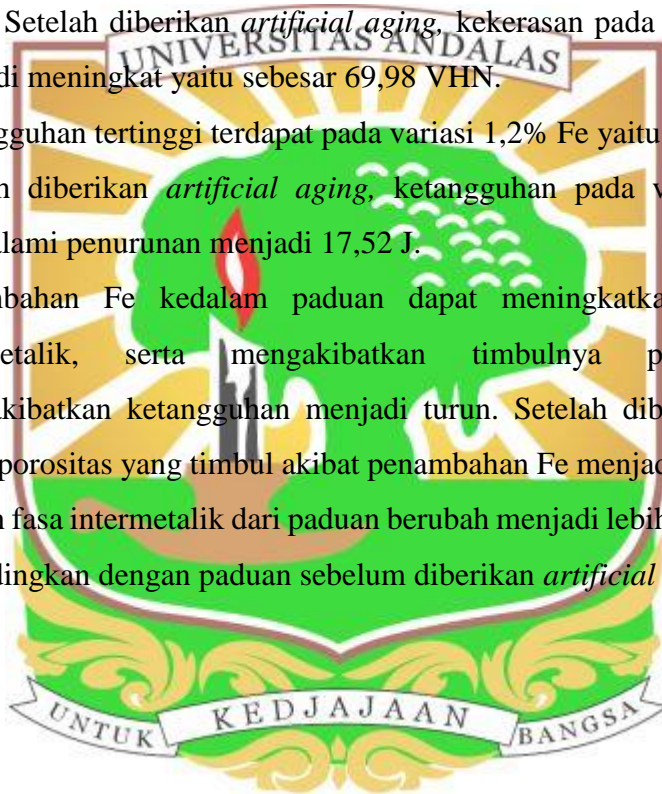 Setelah diberikan artificial aging, kekerasan pada
UNIVERSITAS ANDALAS
di meningkat yaitu sebesar 69,98 VHN.
gguhan tertinggi terdapat pada variasi 1,2% Fe yaitu
n diberikan artificial aging, ketangguhan pada v
alami penurunan menjadi 17,52 J.
mbahan Fe kedalam paduan dapat meningkatka
etalik, serta mengakibatkan timbulnya p
akibatkan ketangguhan menjadi turun. Setelah dib
porositas yang timbul akibat penambahan Fe menjad
n fasa intermetalik dari paduan berubah menjadi lebih
dingkan dengan paduan sebelum diberikan artificial
UNTUK KEDJAJAAN BANGSA